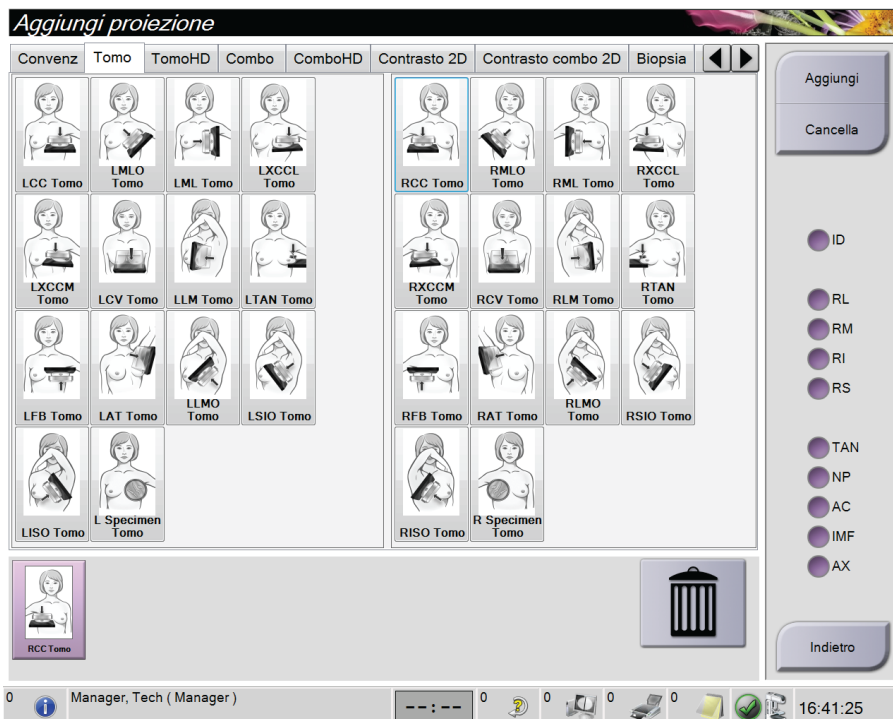 Aggiungi proiezione
Convenz Tomo TomoHD Combo ComboHD Contrasto 2D Contrasto combo 2D Biopsia
LCC Tomo
LMLO
Tomo
LML Tomo
LXCCL
Tomo
RCC Tomo
RMLO
Tomo
RML Tomo
RXCCL
Tomo
LXCCM
Tomo
LCV Tomo
LLM Tomo
LTAN Tomo
RXCCM
Tomo
RCV Tomo
RLM Tomo
RTAN
Tomo
LFB Tomo
LAT Tomo
LLMO
Tomo
LSIO Tomo
RFB Tomo
RAT Tomo
RLMO
Tomo
RSIO Tomo
LISO Tomo
L Specimen
Tomo
RISO Tomo
R Specimen
Tomo
RCC Tomo
Aggiungi
Cancella
ID
RL
RM
RI
RS
TAN
NP
AC
IMF
AX
Indietro
0 Manager, Tech ( Manager ) --:-- 0 0 0 0 16:41:25